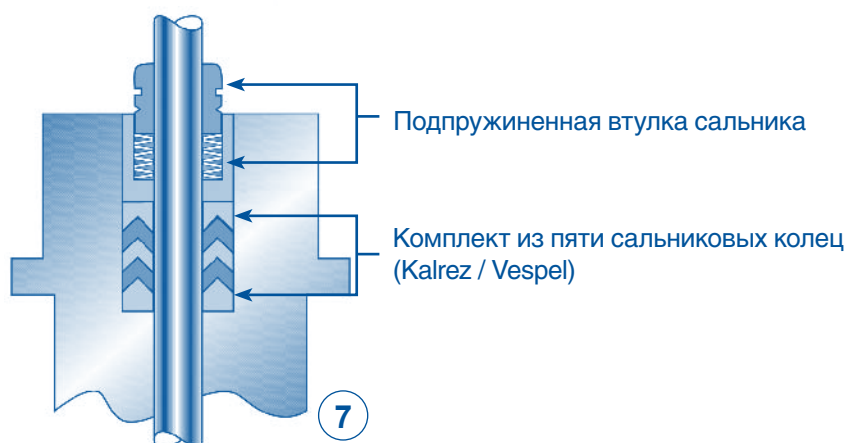 Подпружиненная втулка сальника
Комплект из пяти сальниковых колец
(Kalrez / Vespel)
7